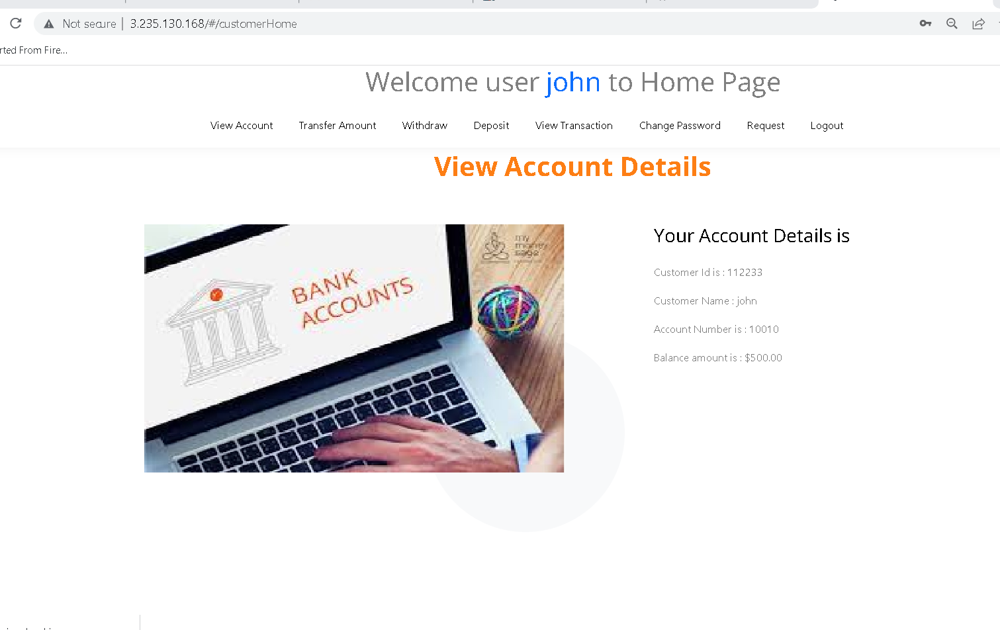 Not secure | 3.235.130.168/#/customerHome
rted From Fire...
Welcome user john to Home Page
View Account Transfer Amount Withdraw Deposit View Transaction Change Password Request Logout
View Account Details
my
money
sage
BANK
ACCOUNTS
Your Account Details is
Customer Id is : 112233
Customer Name : john
Account Number is : 10010
Balance amount is : $500.00